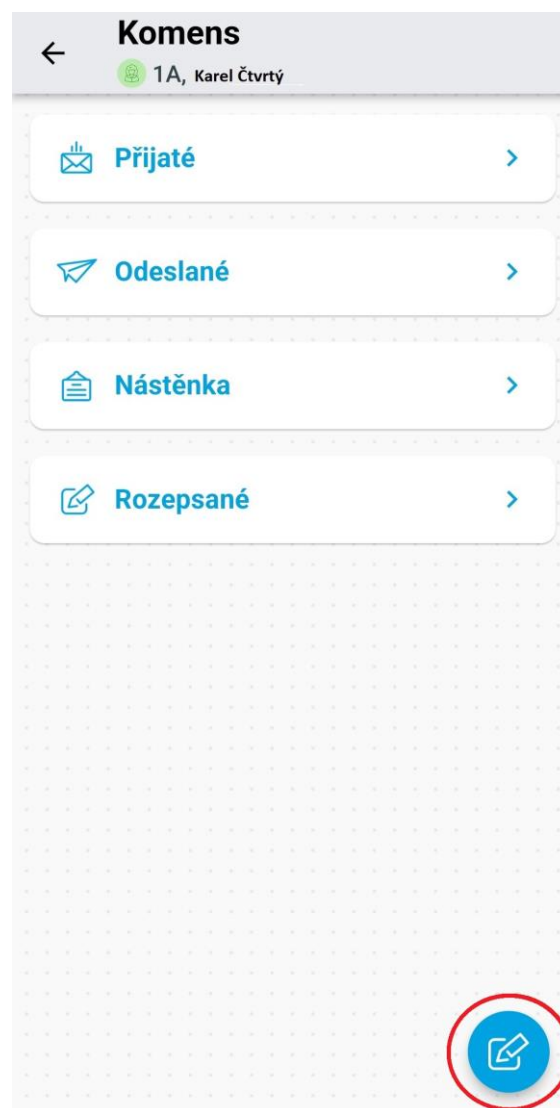 Komens
1A, Karel Čtvrtý
Přijaté
Odeslané
Nástěnka
Rozepsané